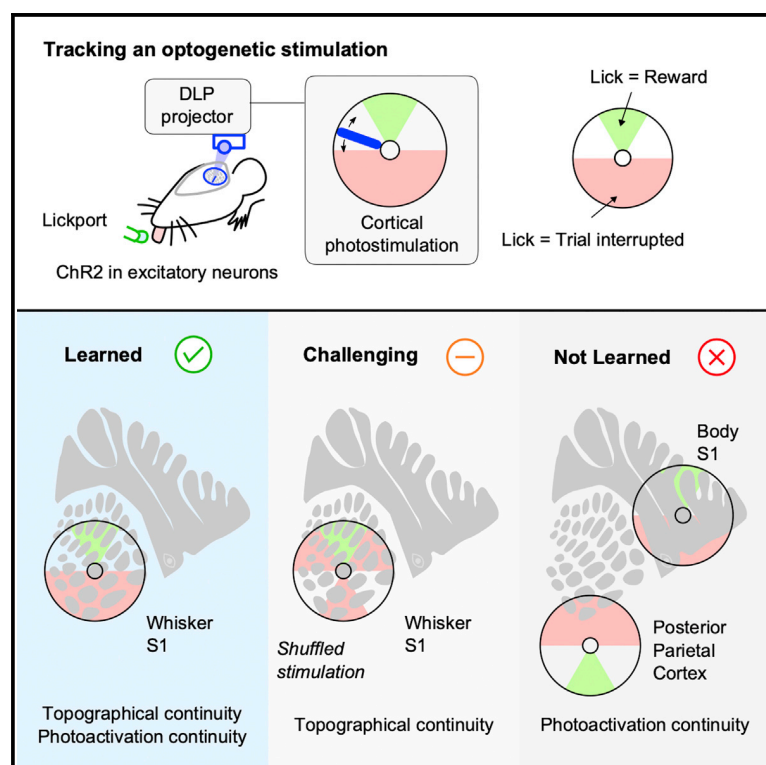 Tracking an optogenetic stimulation
DLP
projector
Lickport
ChR2 in excitatory neurons
Cortical
photostimulation
Lick = Reward
Lick = Trial interrupted
Learned
Whisker
S1
Topographical continuity
Photoactivation continuity
Challenging
Shuffled
stimulation
Whisker
S1
Topographical continuity
Not Learned
Body
S1
Posterior
Parietal
Cortex
Photoactivation continuity